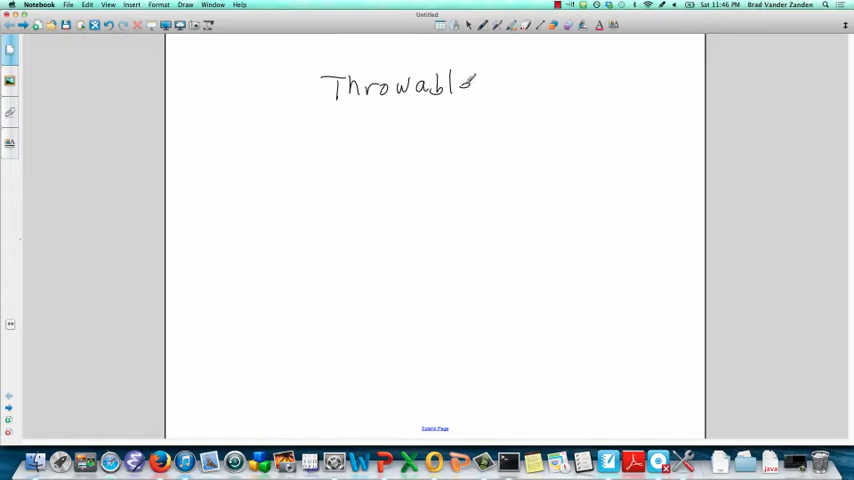 Notebook File Edit View Insert Format Draw Window Help Sat 11:46 PM Brad Vander Zanden
Untitled
Throwable
Extend Page